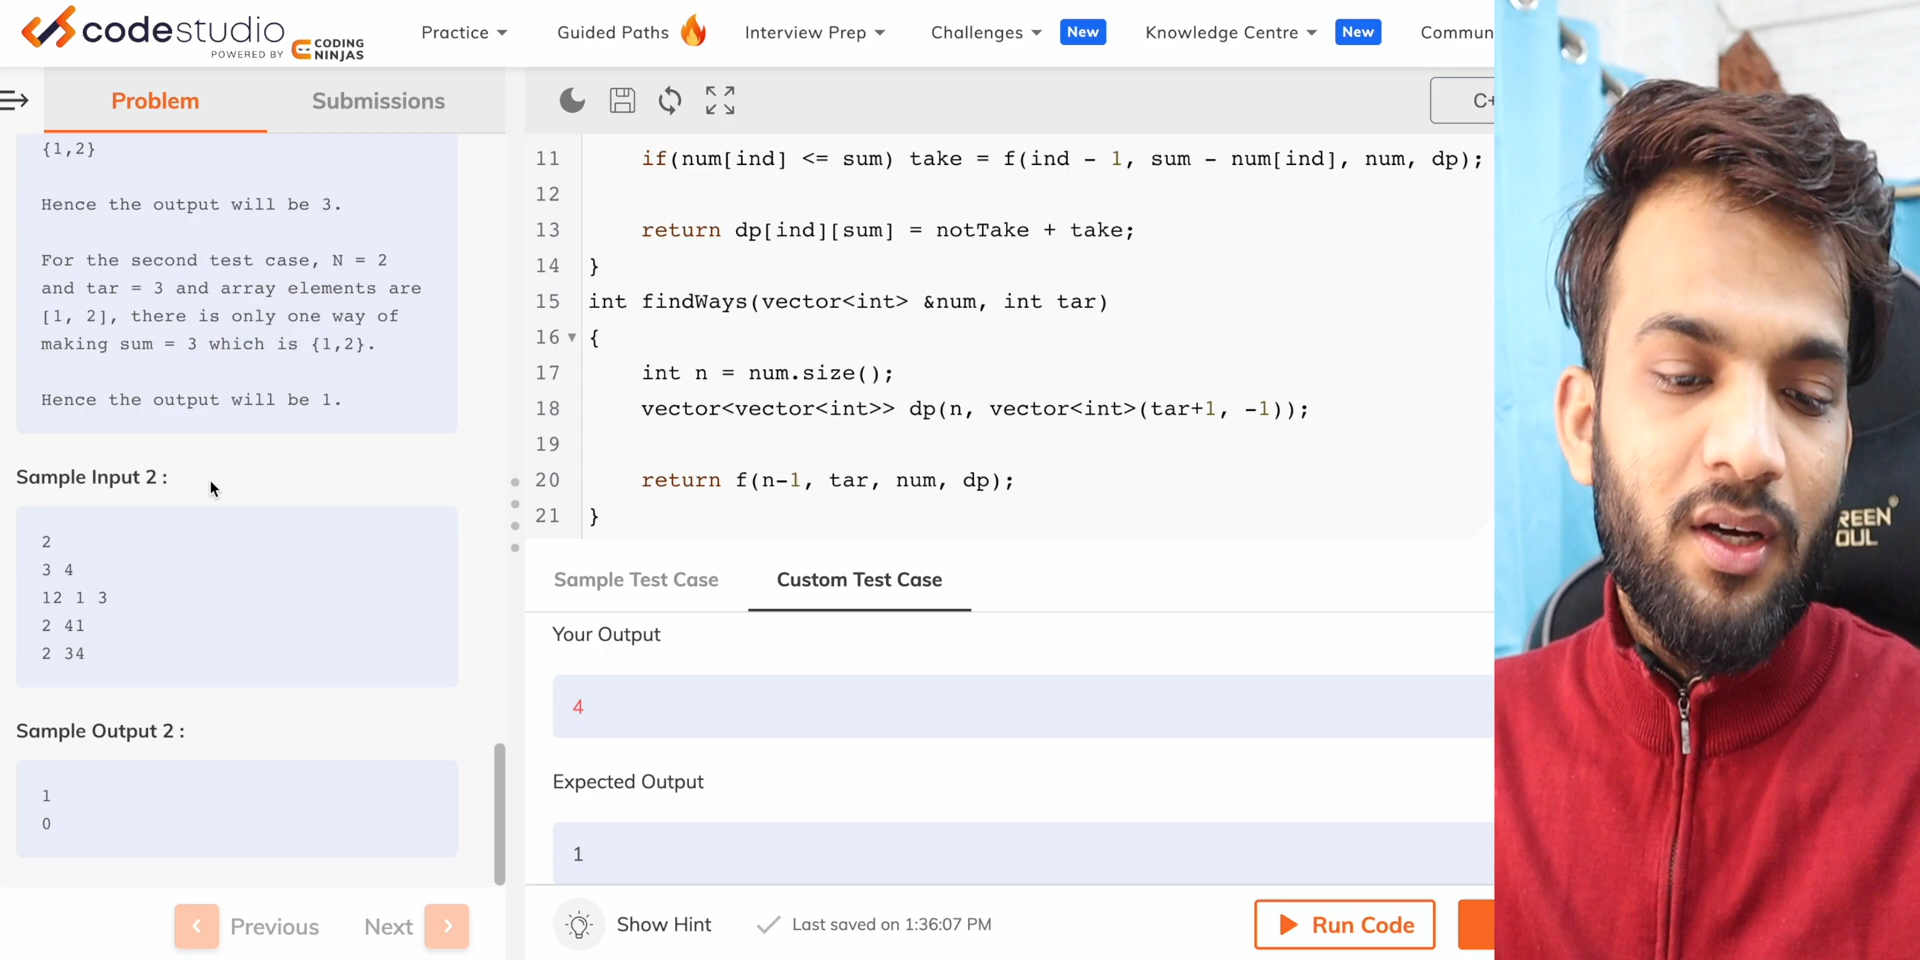 codestudio
POWERED BY CODING NINJAS
Practice
Guided Paths
Interview Prep
Challenges
New
Knowledge Centre
New
Commun
Problem
Submissions
{1,2}
Hence the output will be 3.
For the second test case, N = 2
and tar = 3 and array elements are
[1, 2], there is only one way of
making sum = 3 which is {1,2}.
Hence the output will be 1.
Sample Input 2 :
2
3 4
12 1 3
2 41
2 34
Sample Output 2 :
1
0
Previous
Next
C+
11 if(num[ind] <= sum) take = f(ind - 1, sum - num[ind], num, dp);
12
13 return dp[ind][sum] = notTake + take;
14 }
15 int findWays(vector<int> &num, int tar)
16 {
17 int n = num.size();
18 vector<vector<int>> dp(n, vector<int>(tar+1, -1));
19
20 return f(n-1, tar, num, dp);
21 }
Sample Test Case
Custom Test Case
Your Output
4
Expected Output
1
Show Hint
Last saved on 1:36:07 PM
Run Code
REEN
OUL